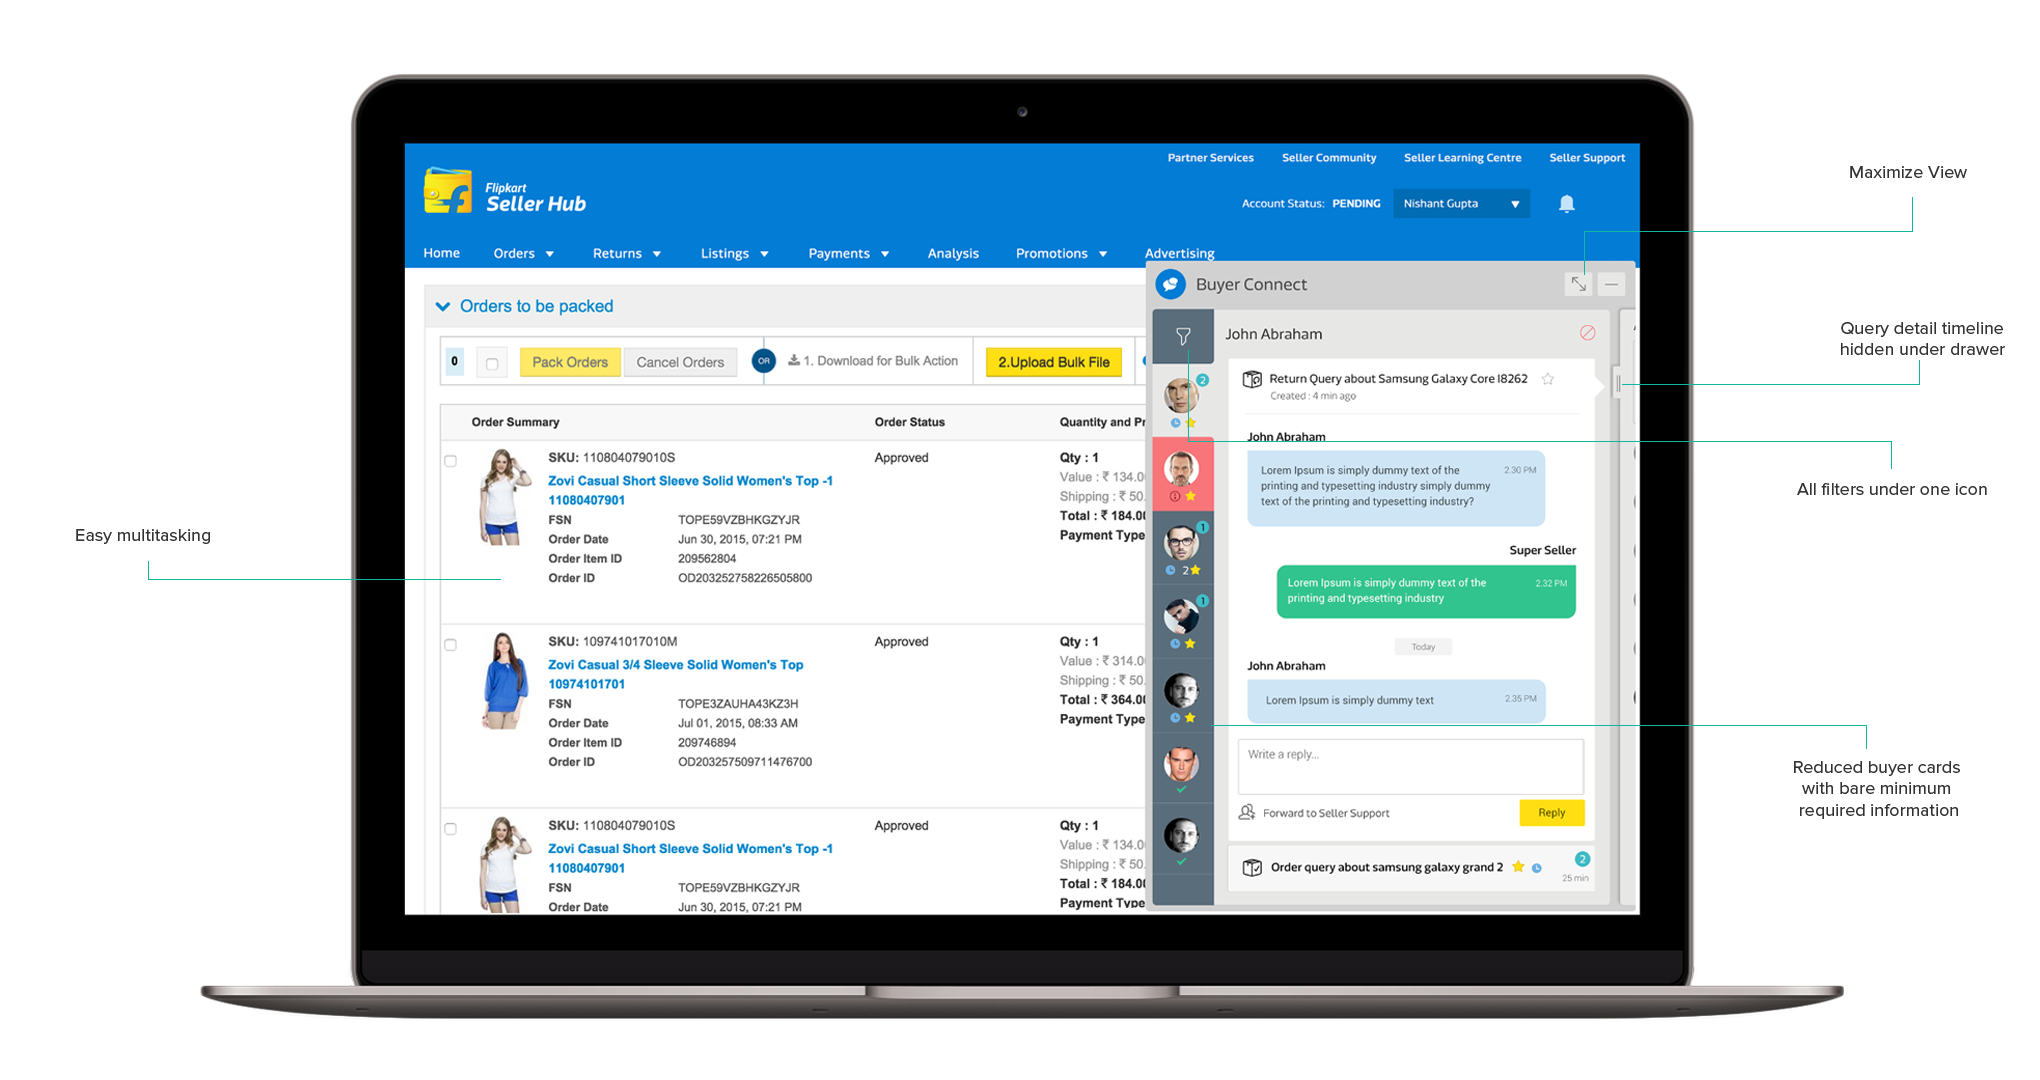 Partner Services
Seller Community
Seller Learning Centre
Seller Support
Flipkart
Seller Hub
Account Status: PENDING
Nishant Gupta
Home
Orders
Returns
Listings
Payments
Analysis
Promotions
Advertising
Orders to be packed
0
Pack Orders
Cancel Orders
OR
1. Download for Bulk Action
2.Upload Bulk File
Order Summary
Order Status
Quantity and Pr
SKU: 110804079010S
Approved
Qty : 1
Zovi Casual Short Sleeve Solid Women's Top -1
11080407901
Value : ₹ 134.0
Shipping : ₹ 50.
FSN
TOPE59VZBHKGZYJR
Total : ₹ 184.00
Order Date
Jun 30, 2015, 07:21 PM
Payment Type
Order Item ID
209562804
Order ID
OD203252758226505800
SKU: 109741017010M
Approved
Qty : 1
Zovi Casual 3/4 Sleeve Solid Women's Top
10974101701
Value : ₹ 314.0
Shipping : ₹ 50.
FSN
TOPE3ZAUHA43KZ3H
Total : ₹ 364.00
Order Date
Jul 01, 2015, 08:33 AM
Payment Type
Order Item ID
209746894
Order ID
OD203257509711476700
SKU: 110804079010S
Approved
Qty : 1
Zovi Casual Short Sleeve Solid Women's Top -1
11080407901
Value : ₹ 134.0
Shipping : ₹ 50.
FSN
TOPE59VZBHKGZYJR
Total : ₹ 184.00
Order Date
Jun 30, 2015, 07:21 PM
Payment Type
Buyer Connect
2
1
2
1
John Abraham
Return Query about Samsung Galaxy Core I8262
Created : 4 min ago
John Abraham
Lorem Ipsum is simply dummy text of the
printing and typesetting industry simply dummy
text of the printing and typesetting industry?
2.30 PM
Super Seller
Lorem Ipsum is simply dummy text of the
printing and typesetting industry
2.32 PM
Today
John Abraham
Lorem Ipsum is simply dummy text
2.35 PM
Write a reply...
Forward to Seller Support
Reply
Order query about samsung galaxy grand 2
2
25 min
Easy multitasking
Maximize View
Query detail timeline
hidden under drawer
All filters under one icon
Reduced buyer cards
with bare minimum
required information